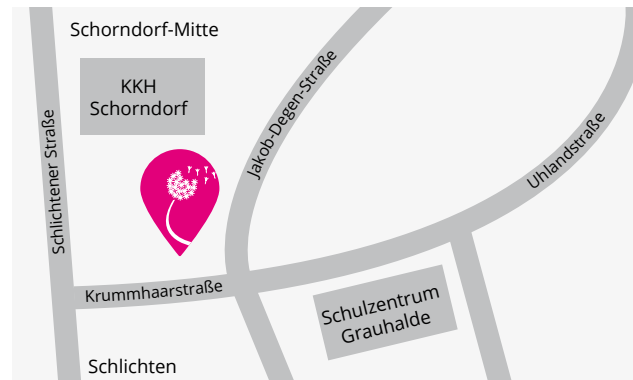 Schorndorf-Mitte
KKH
Schorndorf
Schlichtener Straße
Jakob-Degen-Straße
Uhlandstraße
Krummhaarstraße
Schulzentrum
Grauhalde
Schlichten